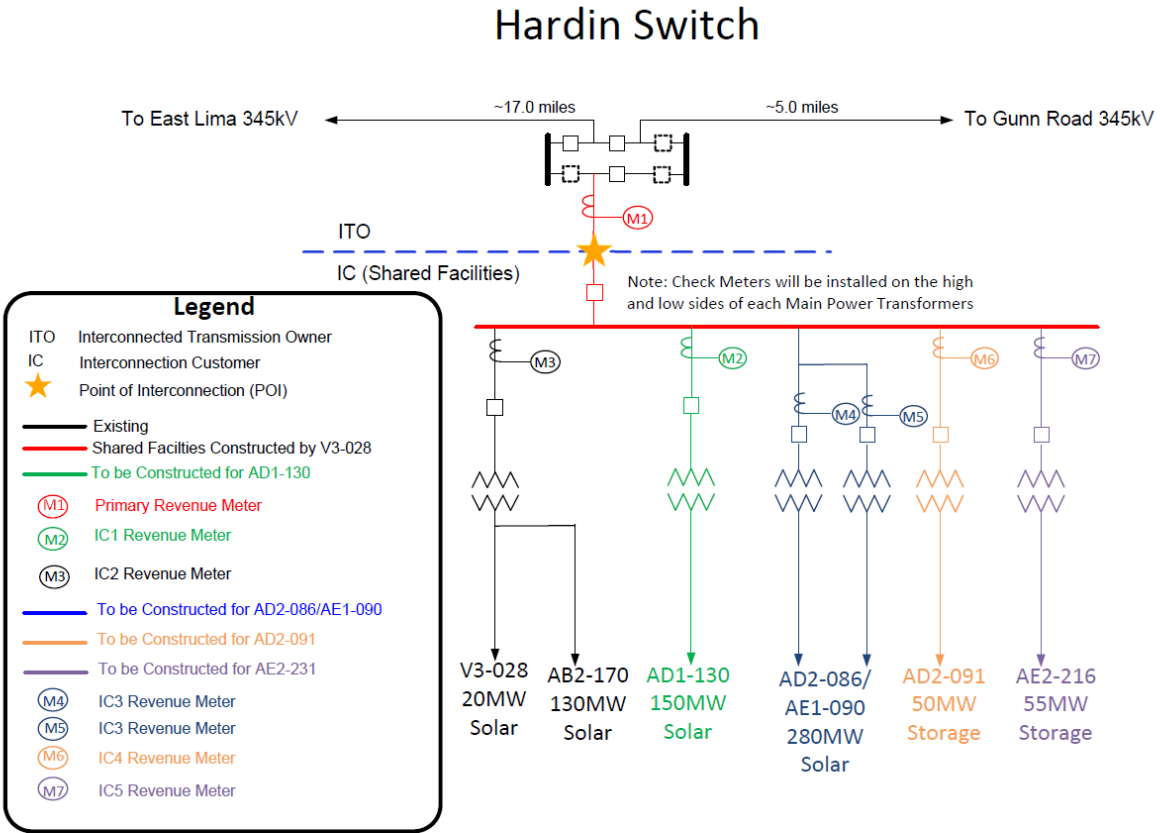 Hardin Switch
~17.0 miles
~5.0 miles
To East Lima 345kV
To Gunn Road 345kV
M1
ITO
IC (Shared Facilities)
Note: Check Meters will be installed on the high
and low sides of each Main Power Transformers
M3
M2
M4
M5
M6
M7
V3-028
20MW
Solar
AB2-170
130MW
Solar
AD1-130
150MW
Solar
AD2-086/
AE1-090
280MW
Solar
AD2-091
50MW
Storage
AE2-216
55MW
Storage
Legend
ITO Interconnected Transmission Owner
IC Interconnection Customer
Point of Interconnection (POI)
Existing
Shared Facilties Constructed by V3-028
To be Constructed for AD1-130
M1 Primary Revenue Meter
M2 IC1 Revenue Meter
M3 IC2 Revenue Meter
To be Constructed for AD2-086/AE1-090
To be Constructed for AD2-091
To be Constructed for AE2-231
M4 IC3 Revenue Meter
M5 IC3 Revenue Meter
M6 IC4 Revenue Meter
M7 IC5 Revenue Meter